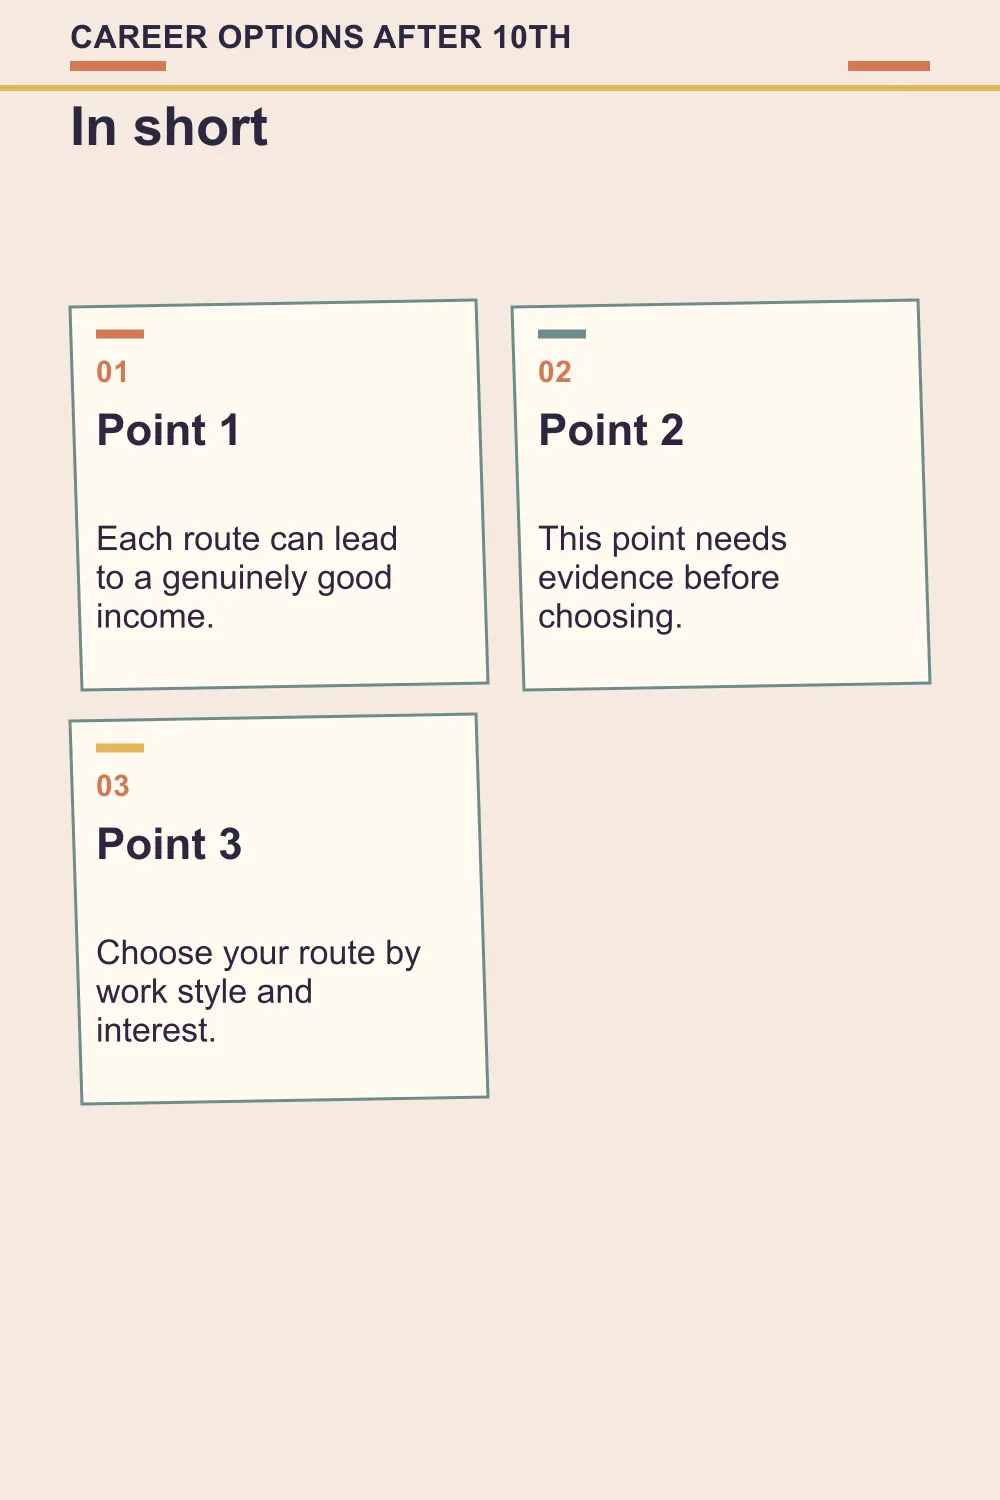 CAREER OPTIONS AFTER 10TH
In short
01
Point 1
Each route can lead
to a genuinely good
income.
02
Point 2
This point needs
evidence before
choosing.
03
Point 3
Choose your route by
work style and
interest.